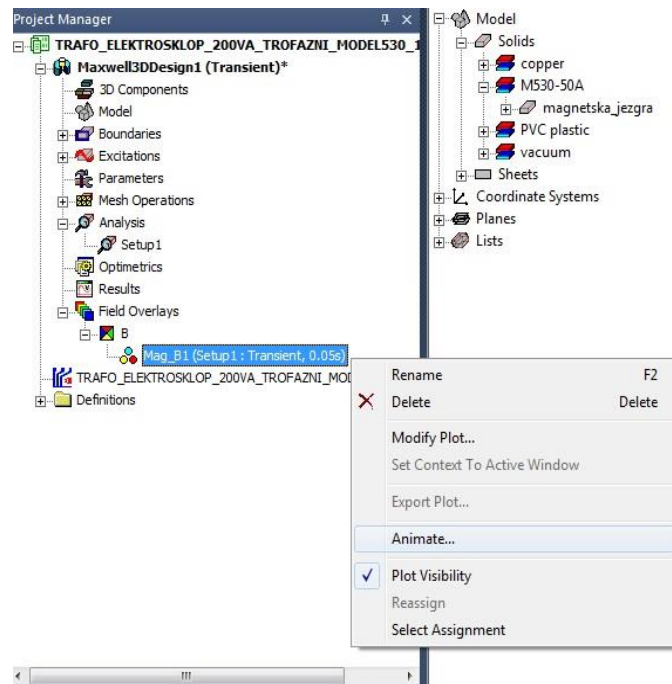 Project Manager
TRAFO_ELEKTROSKLOP_200VA_TROFAZNI_MODEL530_1
Maxwell3DDesign1 (Transient)*
3D Components
Model
Boundaries
Excitations
Parameters
Mesh Operations
Analysis
Setup1
Optimetrics
Results
Field Overlays
B
Mag_B1 (Setup1 : Transient, 0.05s)
TRAFO_ELEKTROSKLOP_200VA_TROFAZNI_MOD
Definitions
Model
Solids
copper
M530-50A
magnetska_jezgra
PVC plastic
vacuum
Sheets
Coordinate Systems
Planes
Lists
Rename F2
Delete Delete
Modify Plot...
Set Context To Active Window
Export Plot...
Animate...
Plot Visibility
Reassign
Select Assignment